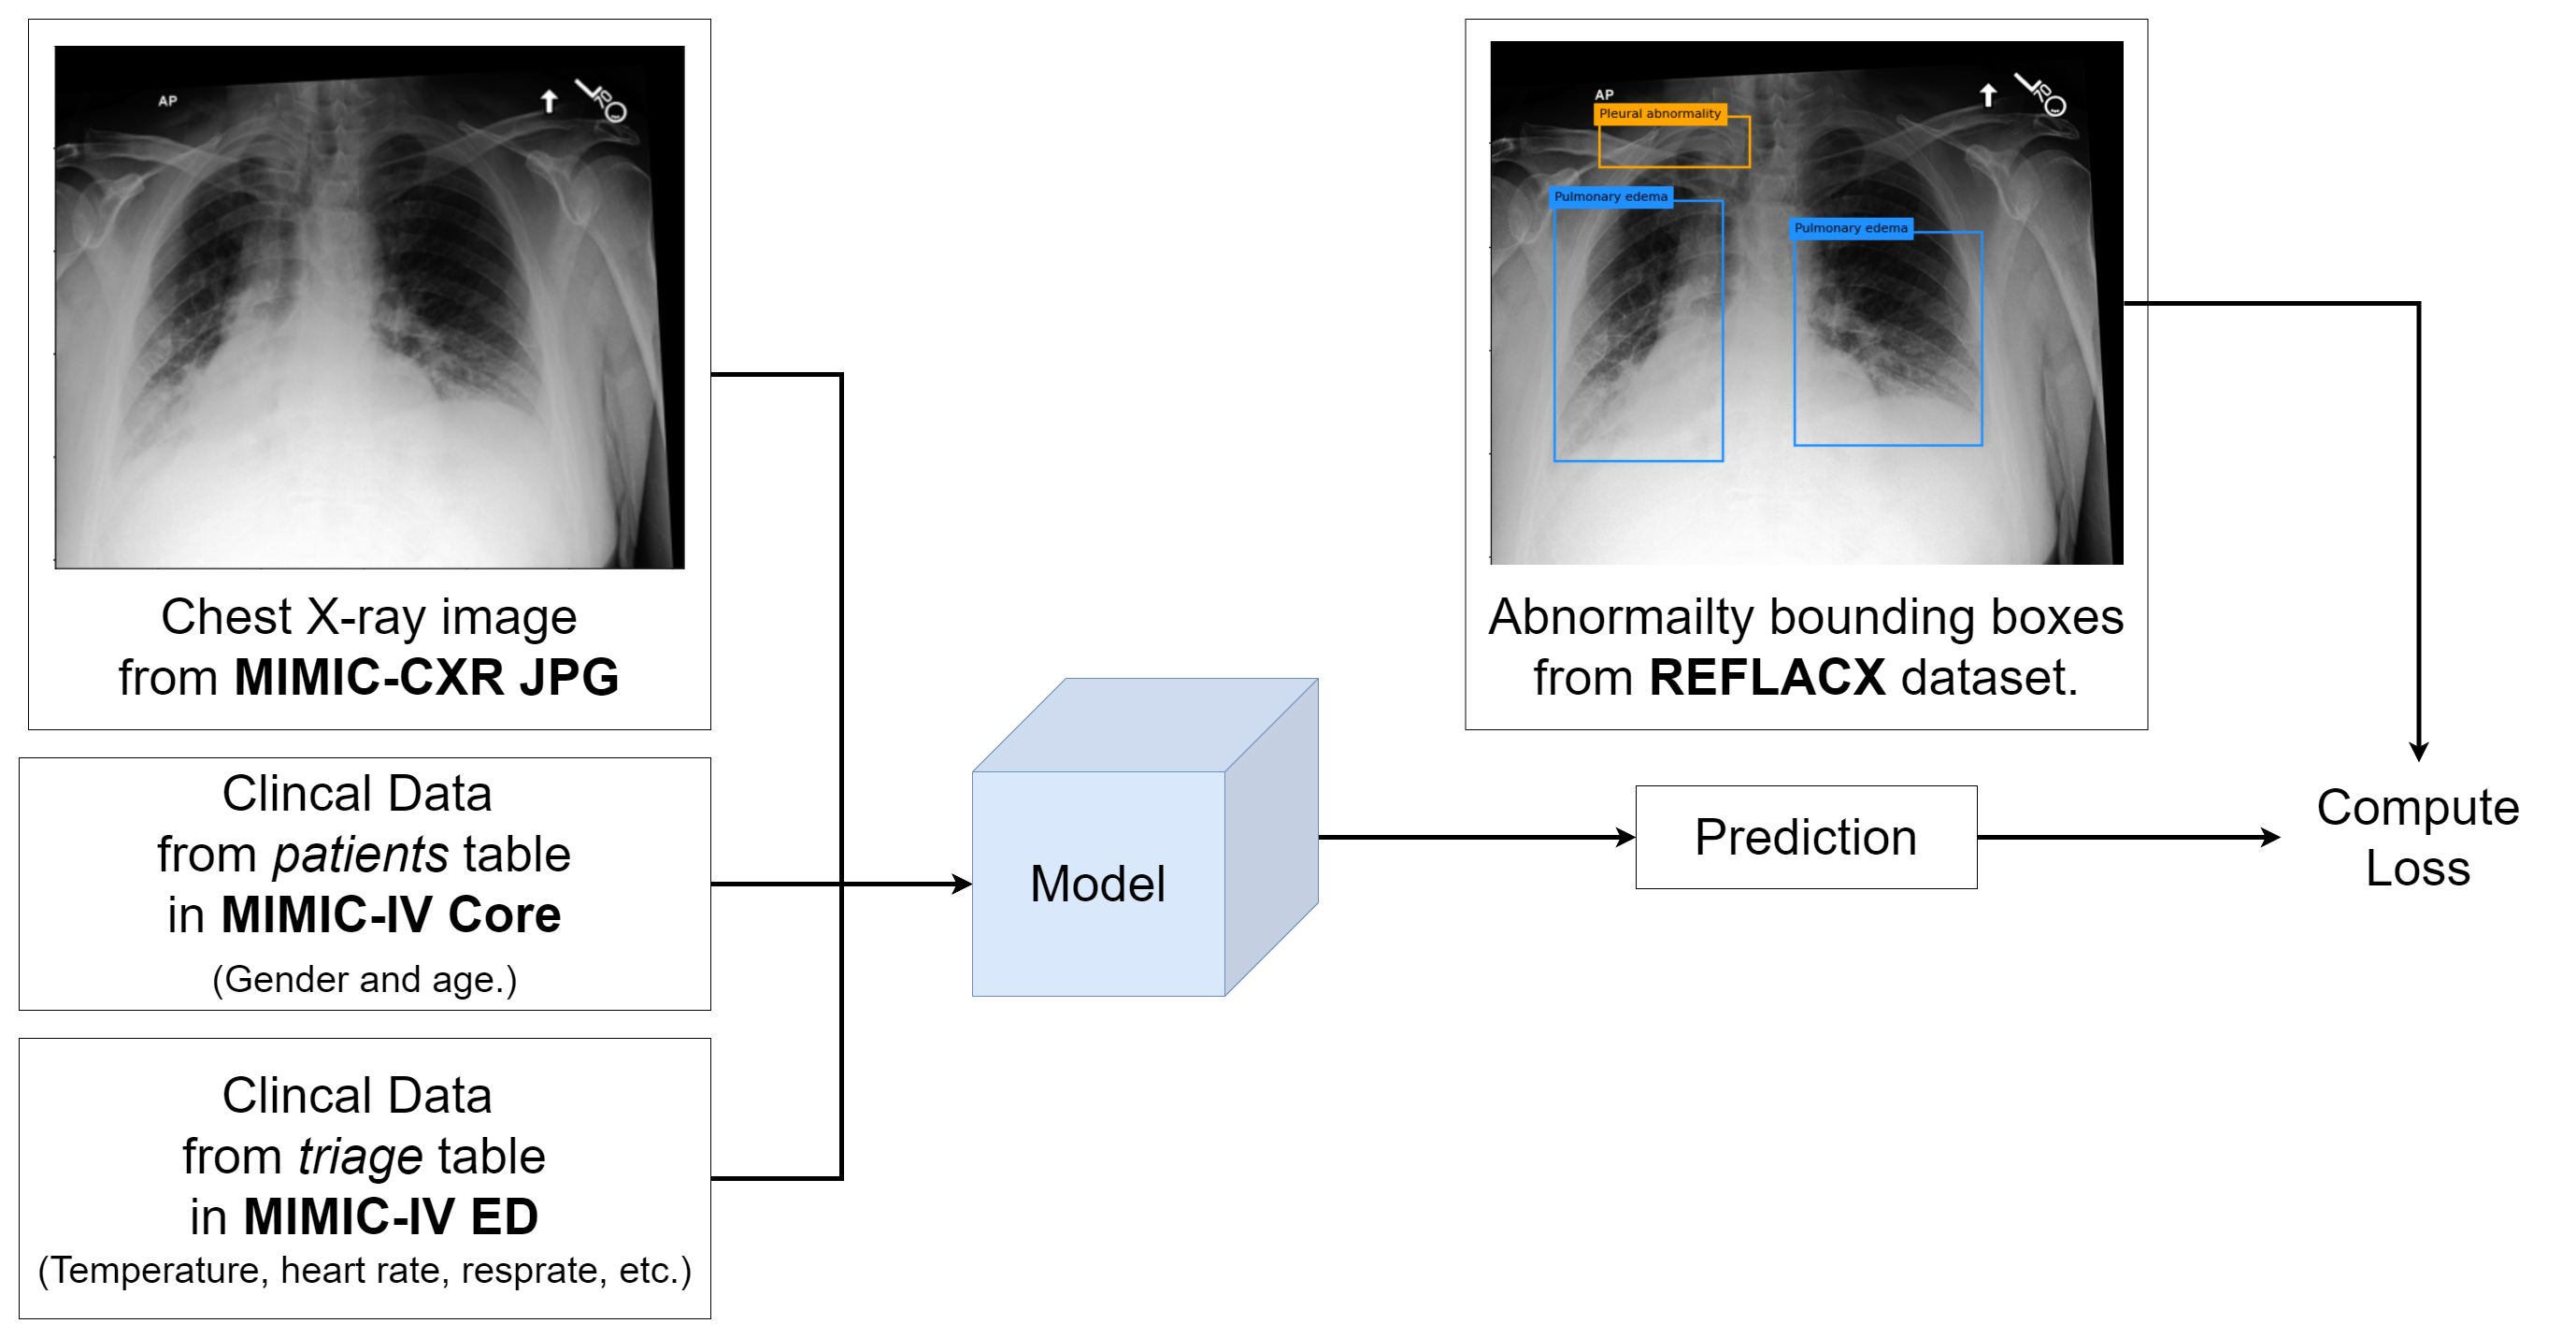 AP
Chest X-ray image
from MIMIC-CXR JPG
Clincal Data
from patients table
in MIMIC-IV Core
(Gender and age.)
Clincal Data
from triage table
in MIMIC-IV ED
(Temperature, heart rate, resprate, etc.)
Model
AP
Pleural abnormality
Pulmonary edema
Pulmonary edema
Abnormailty bounding boxes
from REFLACX dataset.
Prediction
Compute
Loss